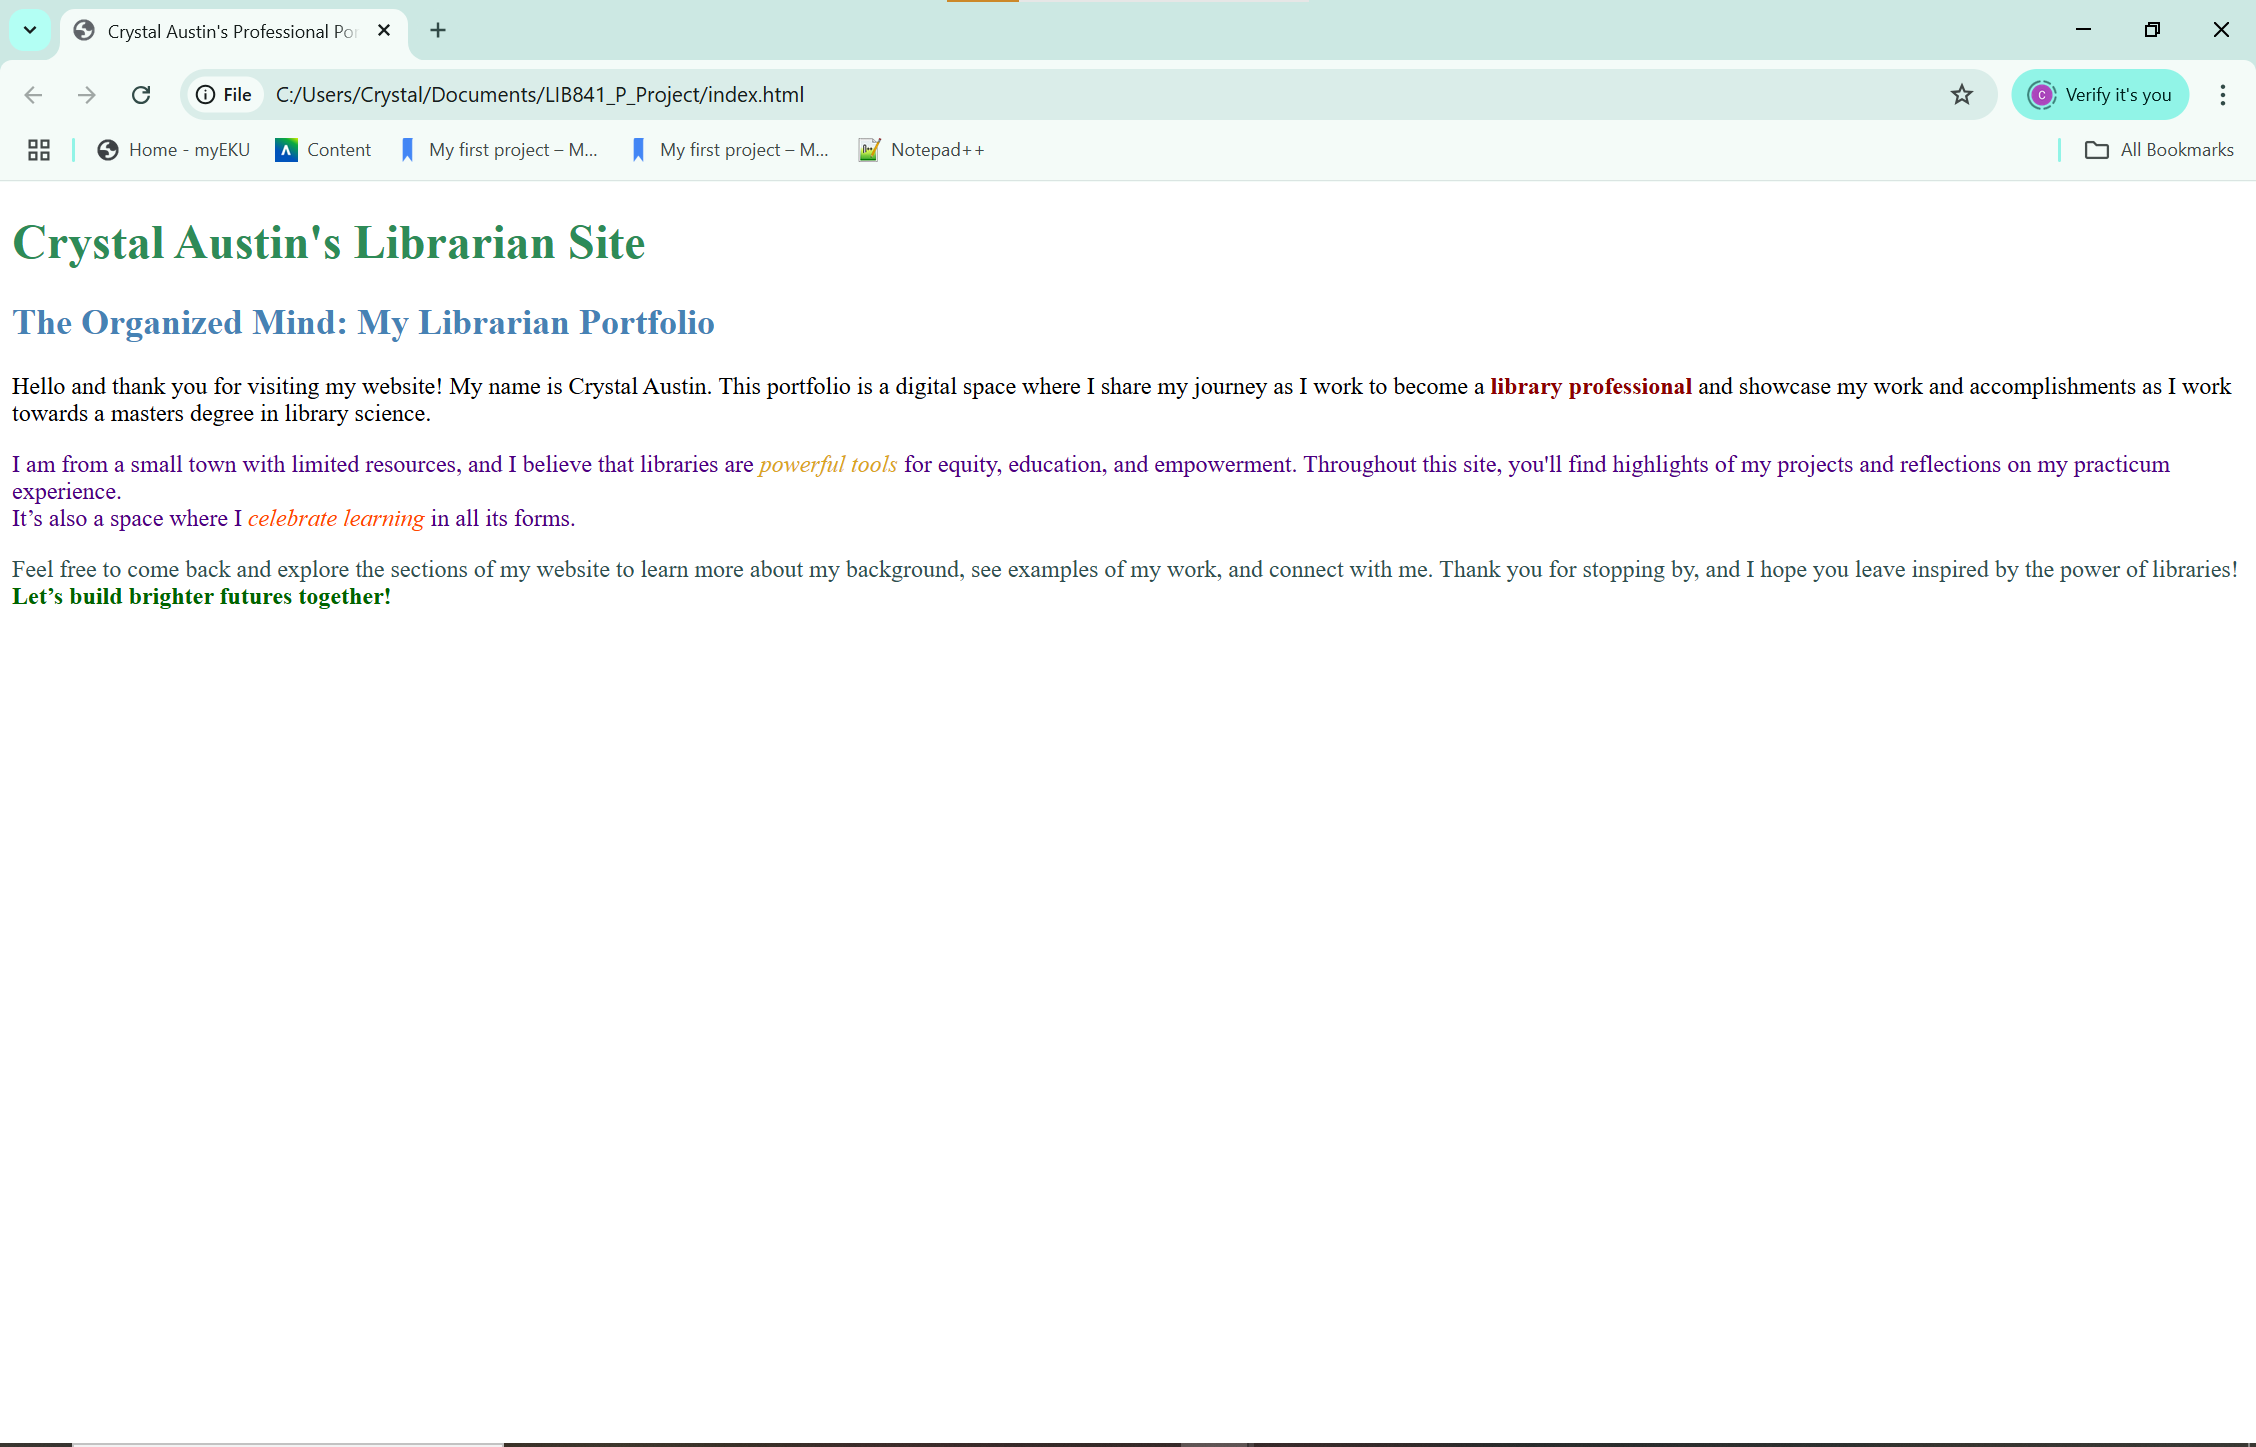 Crystal Austin's Professional Po
File C:/Users/Crystal/Documents/LIB841_P_Project/index.html Verify it's you
Home - myEKU Content My first project – M... My first project – M... Notepad++ All Bookmarks
Crystal Austin's Librarian Site
The Organized Mind: My Librarian Portfolio
Hello and thank you for visiting my website! My name is Crystal Austin. This portfolio is a digital space where I share my journey as I work to become a library professional and showcase my work and accomplishments as I work
towards a masters degree in library science.
I am from a small town with limited resources, and I believe that libraries are powerful tools for equity, education, and empowerment. Throughout this site, you'll find highlights of my projects and reflections on my practicum
experience.
It’s also a space where I celebrate learning in all its forms.
Feel free to come back and explore the sections of my website to learn more about my background, see examples of my work, and connect with me. Thank you for stopping by, and I hope you leave inspired by the power of libraries!
Let’s build brighter futures together!